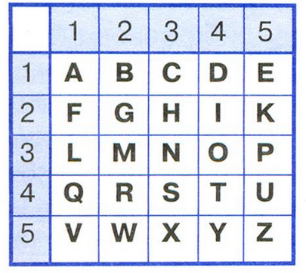 1 2 3 4 5
1 A B C D E
2 F G H I K
3 L M N O P
4 Q R S T U
5 V W X Y Z